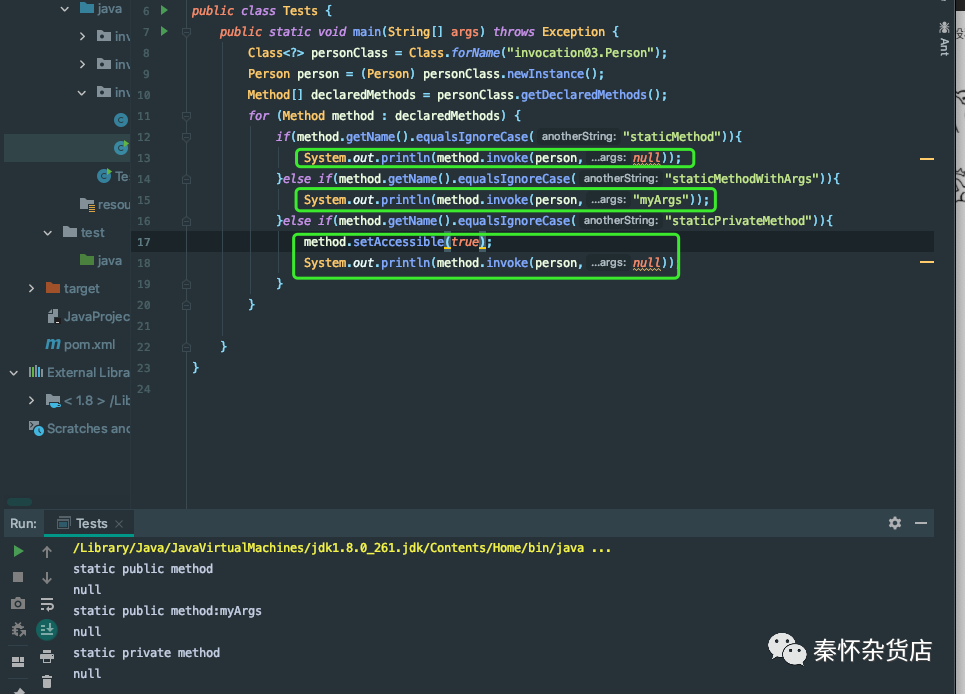 java
inv
inv
inv
Te
resou
test
java
target
JavaProjec
pom.xml
External Libra
< 1.8 > /Lib
Scratches and
6 public class Tests {
7 public static void main(String[] args) throws Exception {
8 Class<?> personClass = Class.forName("invocation03.Person");
9 Person person = (Person) personClass.newInstance();
10 Method[] declaredMethods = personClass.getDeclaredMethods();
11 for (Method method : declaredMethods) {
12 if(method.getName().equalsIgnoreCase( anotherString: "staticMethod")){
13 System.out.println(method.invoke(person, ...args: null));
14 }else if(method.getName().equalsIgnoreCase( anotherString: "staticMethodWithArgs")){
15 System.out.println(method.invoke(person, ...args: "myArgs"));
16 }else if(method.getName().equalsIgnoreCase( anotherString: "staticPrivateMethod")){
17 method.setAccessible(true);
18 System.out.println(method.invoke(person, ...args: null))
19 }
20 }
21
22 }
23 }
24
Ant
Run: Tests
/Library/Java/JavaVirtualMachines/jdk1.8.0_261.jdk/Contents/Home/bin/java ...
static public method
null
static public method:myArgs
null
static private method
null
秦怀杂货店